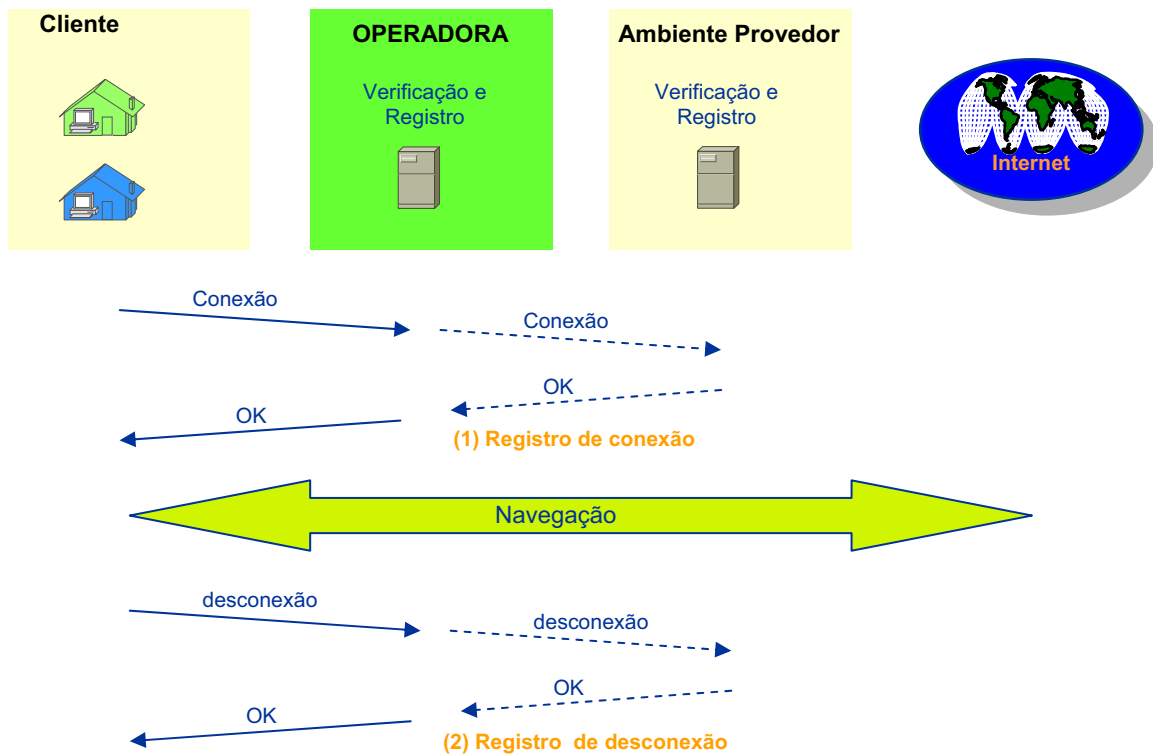 Cliente
OPERADORA
Ambiente Provedor
Verificação e
Registro
Verificação e
Registro
Internet
Conexão
Conexão
OK
OK
(1) Registro de conexão
Navegação
desconexão
desconexão
OK
OK
(2) Registro de desconexão